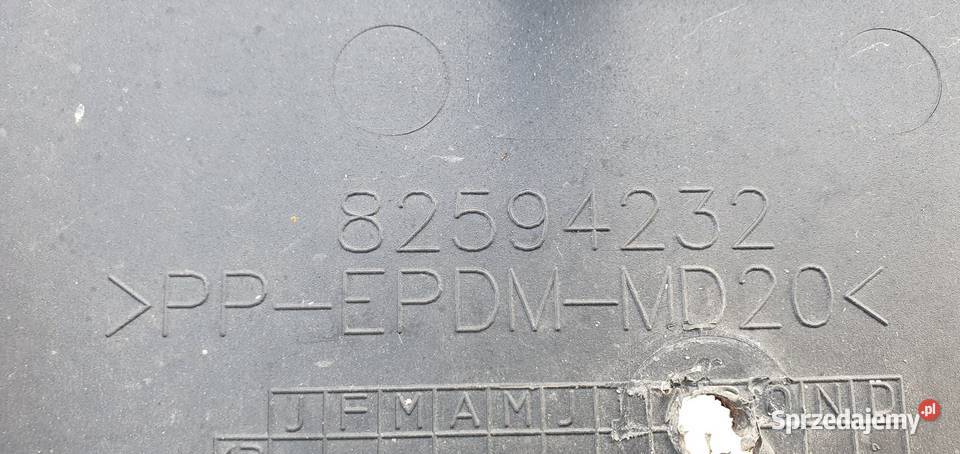 82594232
>PP-EPDM-MD20<
J F M A M J O N D
Sprzedajemy.pl